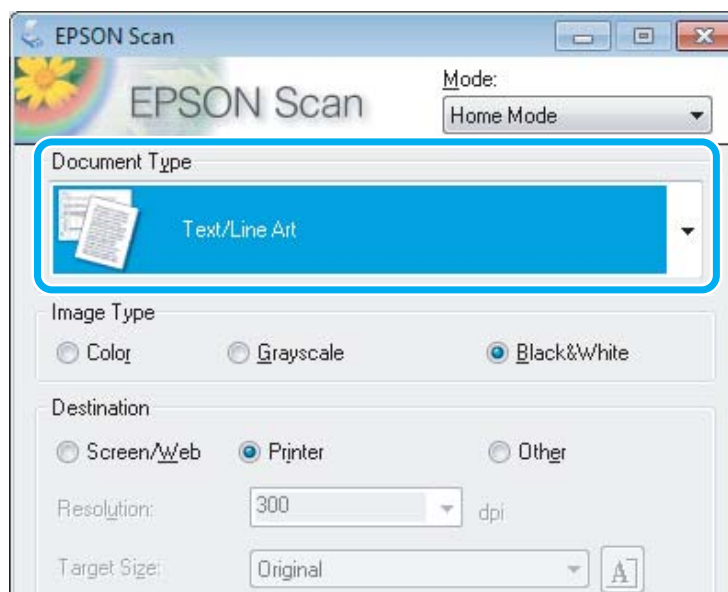 EPSON Scan
EPSON Scan
Mode:
Home Mode
Document Type
Text/Line Art
Image Type
Color Grayscale Black&White
Destination
Screen/Web Printer Other
Resolution: 300 dpi
Target Size: Original A